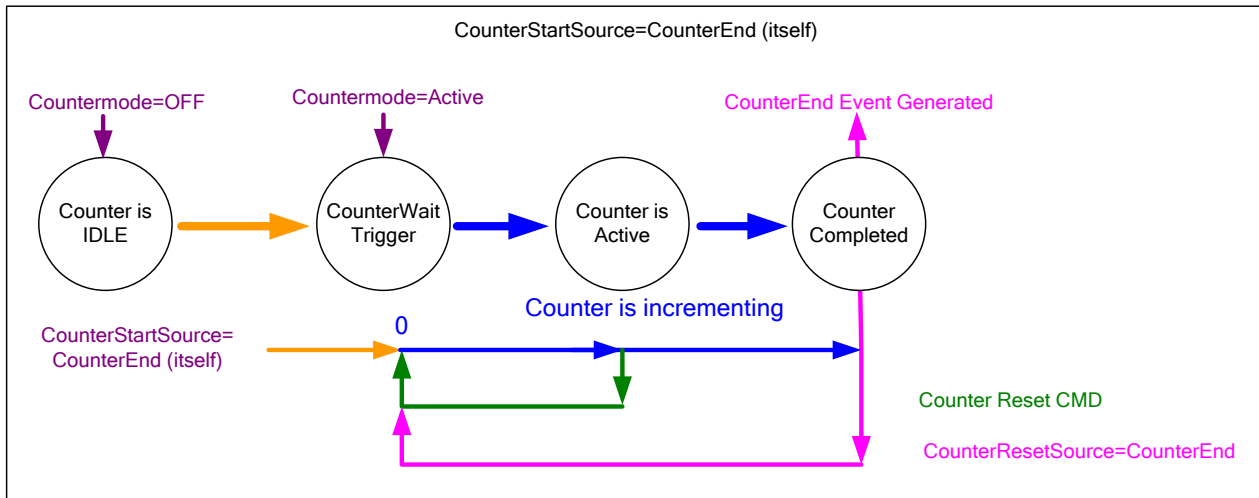 CounterStartSource=CounterEnd (itself)
Countermode=OFF
Countermode=Active
CounterEnd Event Generated
Counter is
IDLE
CounterWait
Trigger
Counter is
Active
Counter
Completed
Counter is incrementing
CounterStartSource=
CounterEnd (itself)
0
Counter Reset CMD
CounterResetSource=CounterEnd